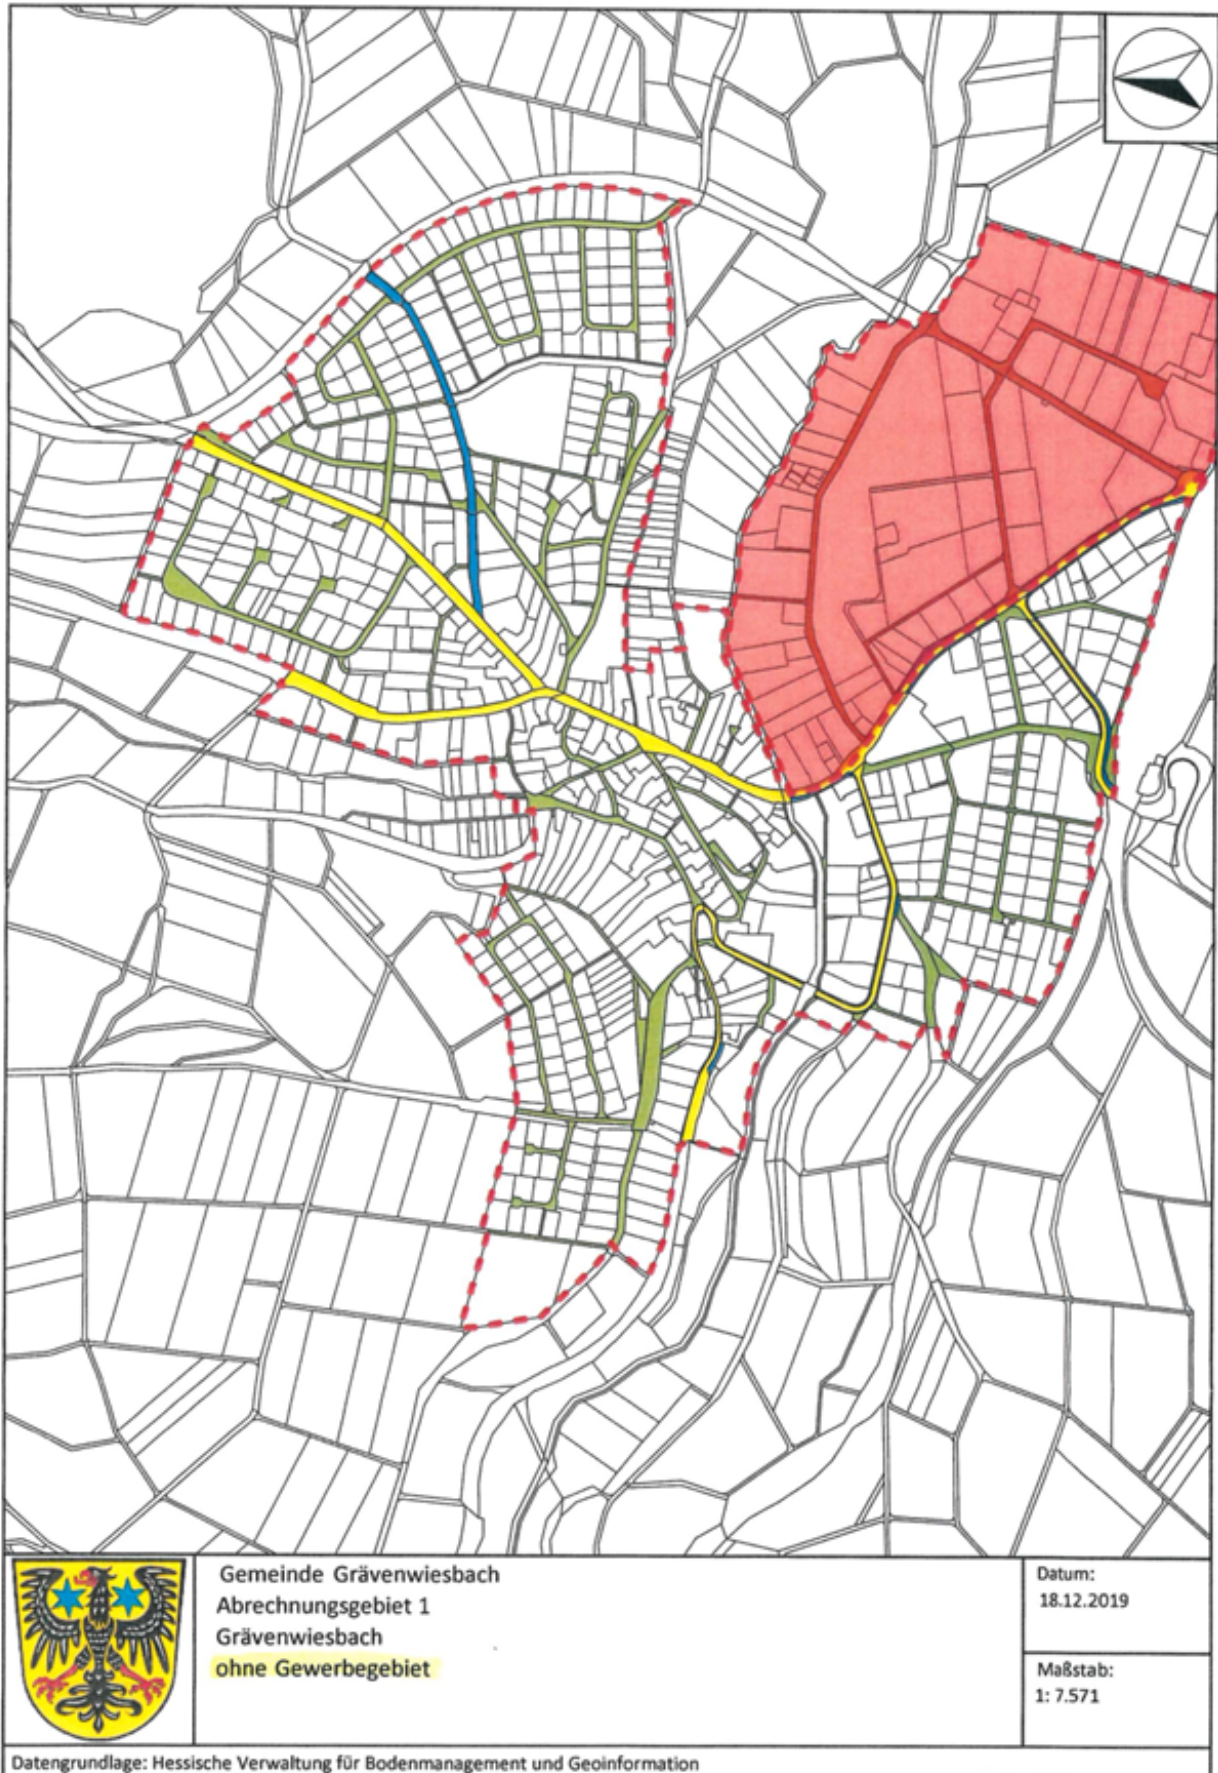 Gemeinde Grävenwiesbach
Abrechnungsgebiet 1
Grävenwiesbach
ohne Gewerbegebiet
Datum:
18.12.2019
Maßstab:
1: 7.571
Datengrundlage: Hessische Verwaltung für Bodenmanagement und Geoinformation